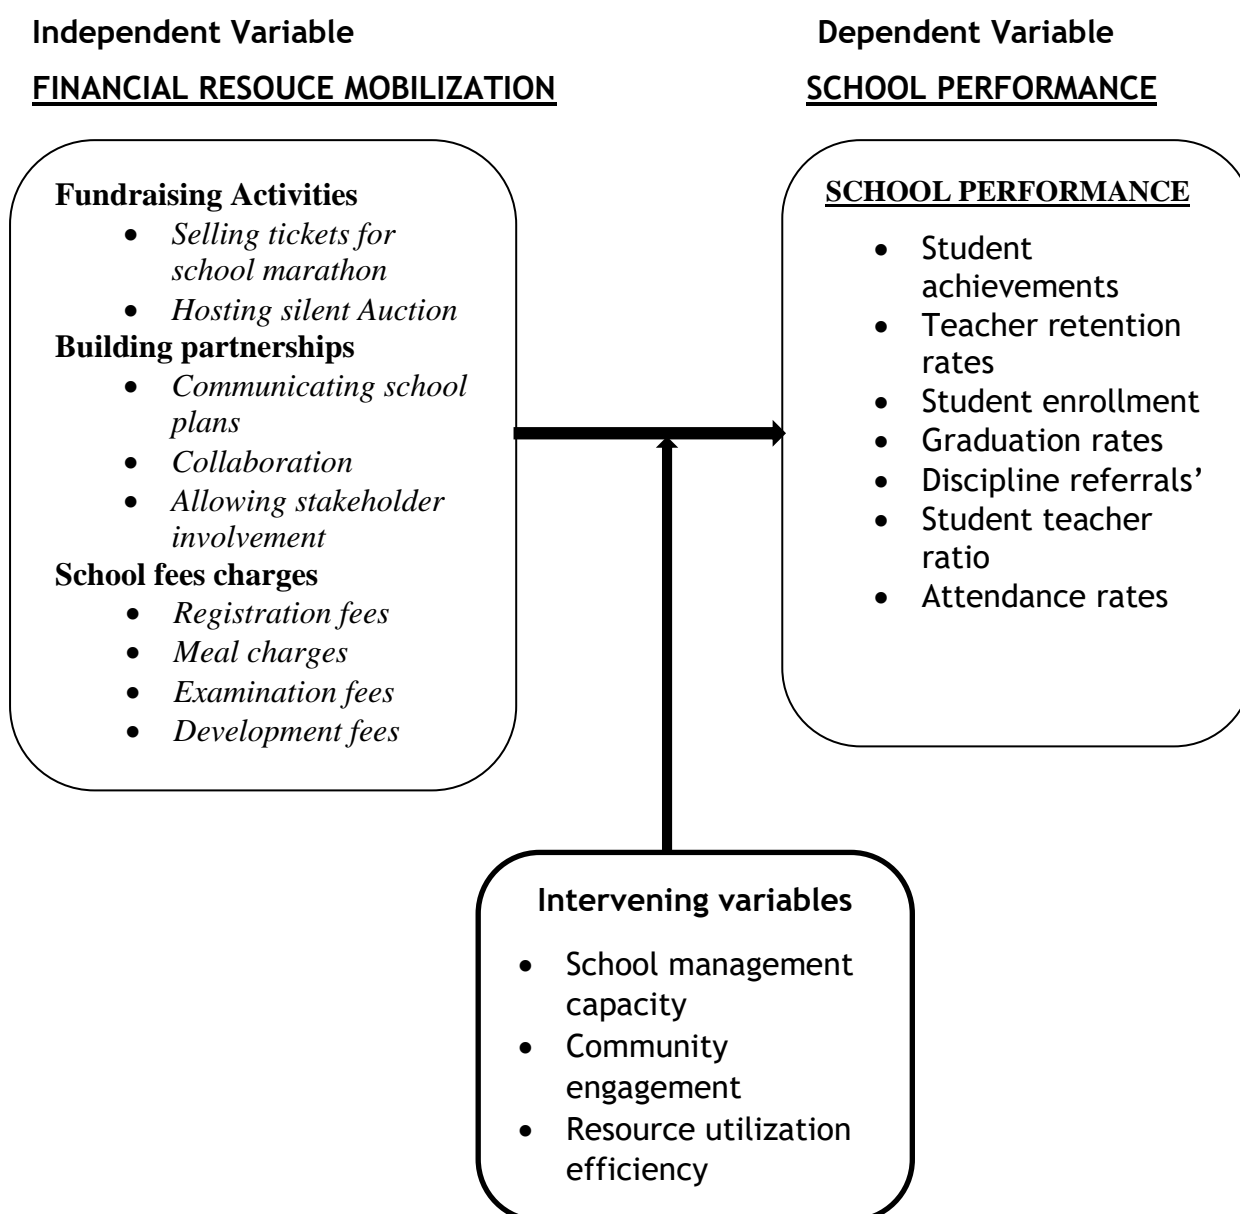 Independent Variable
Dependent Variable
FINANCIAL RESOUCE MOBILIZATION
SCHOOL PERFORMANCE
Fundraising Activities
• Selling tickets for
school marathon
• Hosting silent Auction
Building partnerships
• Communicating school
plans
• Collaboration
• Allowing stakeholder
involvement
School fees charges
• Registration fees
• Meal charges
• Examination fees
• Development fees
SCHOOL PERFORMANCE
• Student
achievements
• Teacher retention
rates
• Student enrollment
• Graduation rates
• Discipline referrals’
• Student teacher
ratio
• Attendance rates
Intervening variables
• School management
capacity
• Community
engagement
• Resource utilization
efficiency